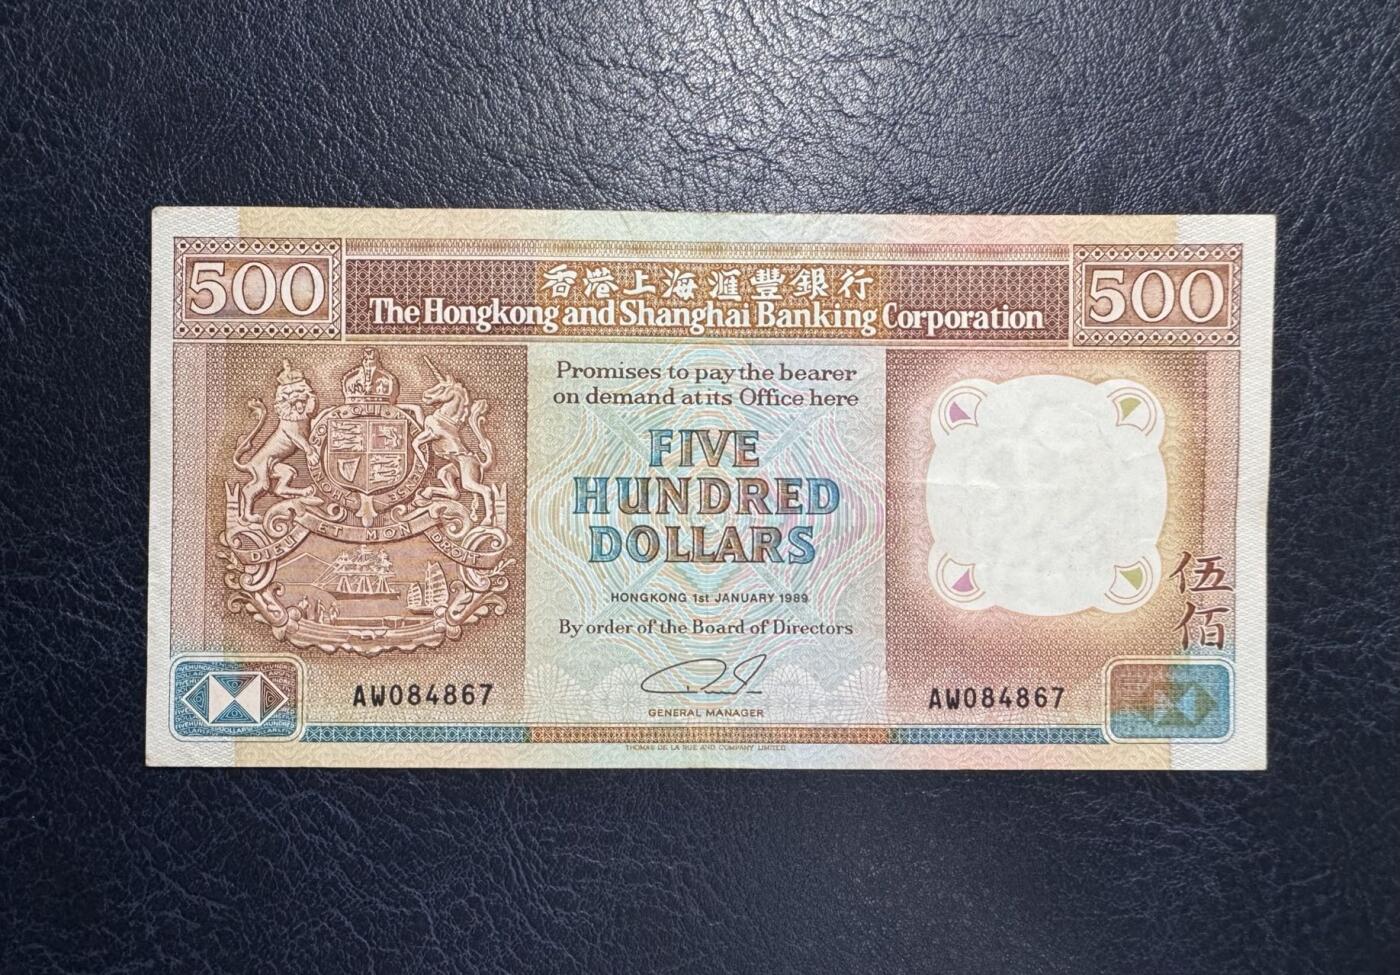 500
香港上海滙豐銀行
The Hongkong and Shanghai Banking Corporation
500
Promises to pay the bearer
on demand at its Office here
FIVE
HUNDRED
DOLLARS
HONGKONG 1st JANUARY 1989
By order of the Board of Directors
GENERAL MANAGER
DIEU ET MON DROIT
伍
佰
AW084867
AW084867
THOMAS DE LA RUE AND COMPANY LIMITED